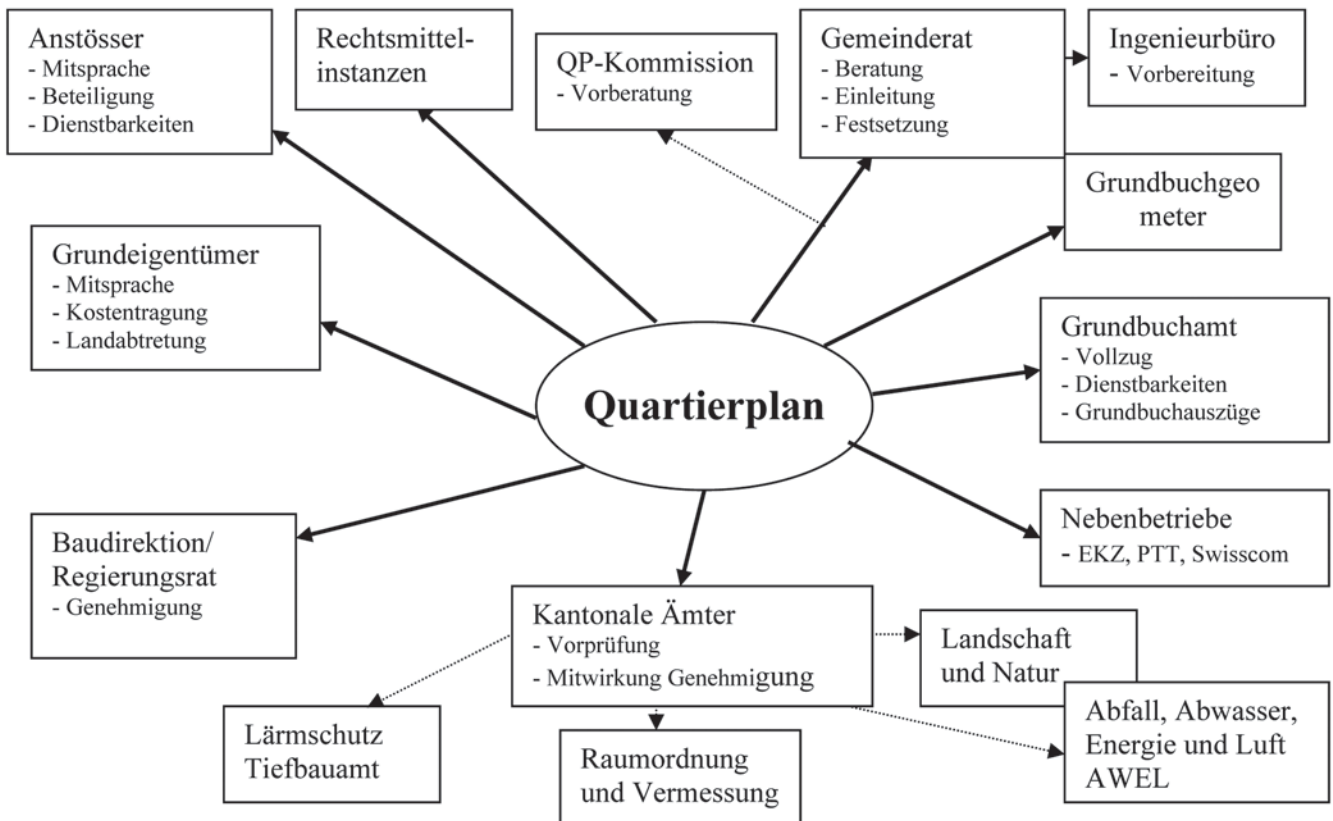 Anstösser
- Mitsprache
- Beteiligung
- Dienstbarkeiten
Rechtsmittel-
instanzen
QP-Kommission
- Vorberatung
Gemeinderat
- Beratung
- Einleitung
- Festsetzung
Ingenieurbüro
- Vorbereitung
Grundbuchgeo
meter
Grundeigentümer
- Mitsprache
- Kostentragung
- Landabtretung
Quartierplan
Grundbuchamt
- Vollzug
- Dienstbarkeiten
- Grundbuchauszüge
Baudirektion/
Regierungsrat
- Genehmigung
Nebenbetriebe
- EKZ, PTT, Swisscom
Kantonale Ämter
- Vorprüfung
- Mitwirkung Genehmigung
Landschaft
und Natur
Lärmschutz
Tiefbauamt
Raumordnung
und Vermessung
Abfall, Abwasser,
Energie und Luft
AWEL